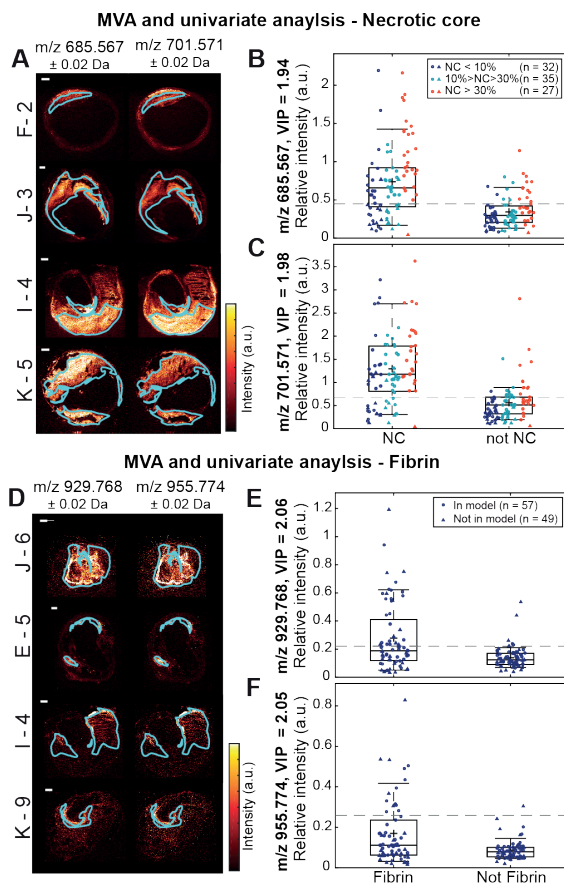 MVA and univariate anaylsis - Necrotic core
m/z 685.567 m/z 701.571
± 0.02 Da ± 0.02 Da
A
F - 2
J - 3
I - 4
K - 5
Intensity (a.u.)
B
m/z 685.567, VIP = 1.94
Relative intensity (a.u.)
2
1.5
1
0.5
0
NC < 10% (n = 32)
10%>NC>30% (n = 35)
NC > 30% (n = 27)
C
m/z 701.571, VIP = 1.98
Relative intensity (a.u.)
3.5
3
2.5
2
1.5
1
0.5
0
NC not NC
MVA and univariate anaylsis - Fibrin
D
m/z 929.768 m/z 955.774
± 0.02 Da ± 0.02 Da
J - 6
E - 5
I - 4
K - 9
Intensity (a.u.)
E
m/z 929.768, VIP = 2.06
Relative intensity (a.u.)
1.2
1
0.8
0.6
0.4
0.2
0
In model (n = 57)
Not in model (n = 49)
F
m/z 955.774, VIP = 2.05
Relative intensity (a.u.)
0.8
0.6
0.4
0.2
0
Fibrin Not Fibrin